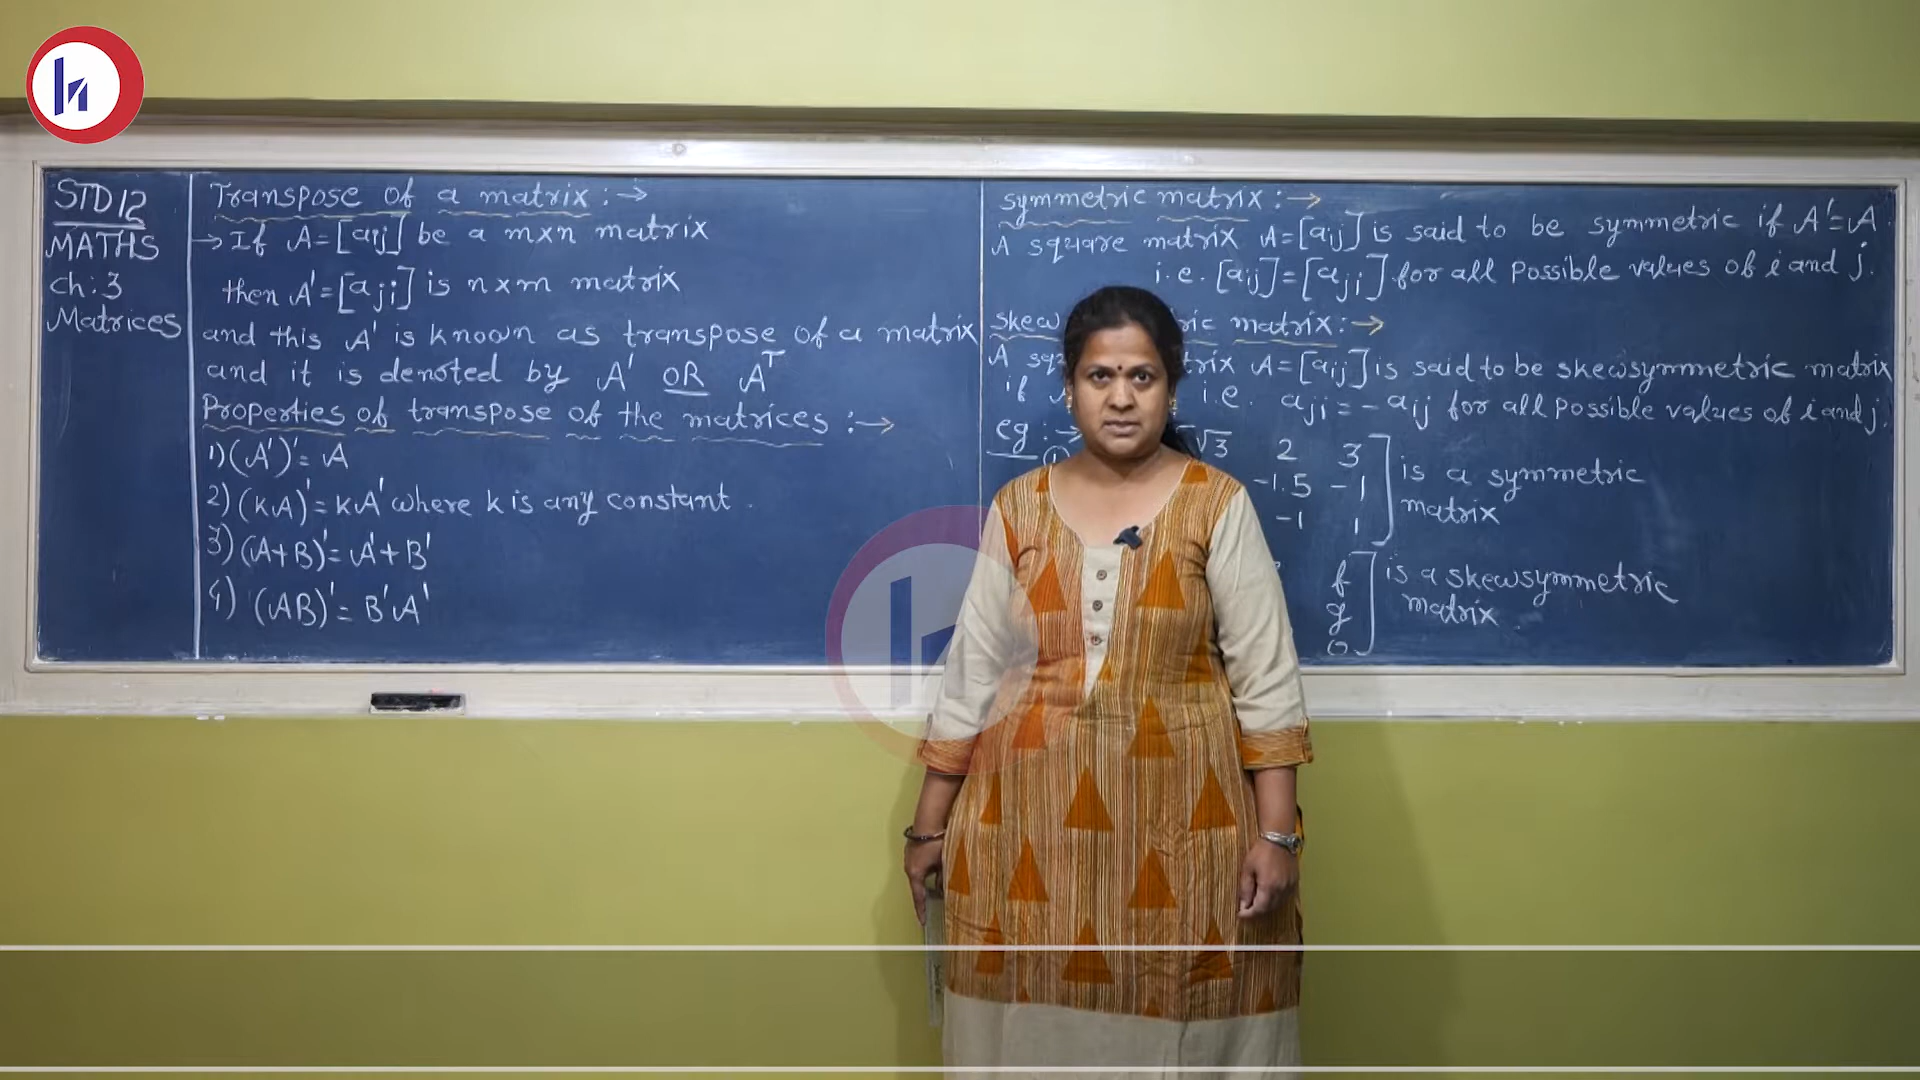 STD 12
MATHS
ch: 3
Matrices
Transpose of a matrix :→
→ If A = [aij] be a m×n matrix
then A' = [aji] is n×m matrix
and this A' is known as transpose of a matrix
and it is denoted by A' OR A^T
Properties of transpose of the matrices :→
1) (A')' = A
2) (KA)' = KA' where k is any constant.
3) (A+B)' = A'+B'
4) (AB)' = B'A'
symmetric matrix :→
A square matrix A=[aij] is said to be symmetric if A'=A.
i.e. [aij] = [aji] for all possible values of i and j.
skew matrix :→
A A=[aij] is said to be skewsymmetric matrix
if i.e. aji = -aij for all possible values of i and j.
eg :→
① √3 2 3
-1.5 -1
-1 1
is a symmetric
matrix
f
g
0
is a skewsymmetric
matrix.